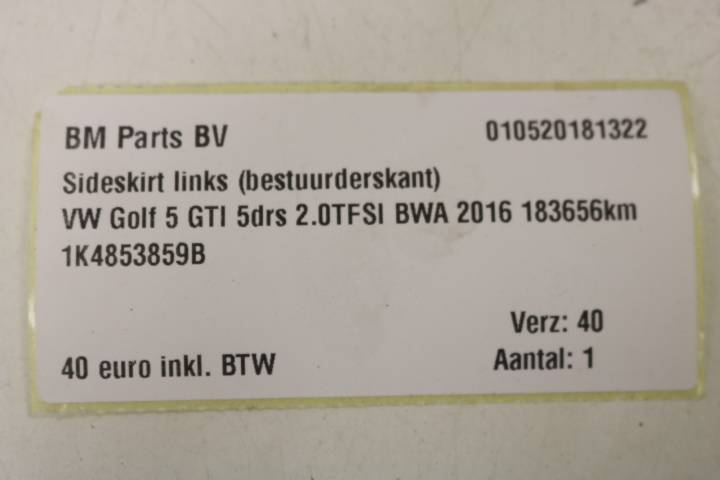 BM Parts BV 010520181322
Sideskirt links (bestuurderskant)
VW Golf 5 GTI 5drs 2.0TFSI BWA 2016 183656km
1K4853859B
Verz: 40
40 euro inkl. BTW Aantal: 1